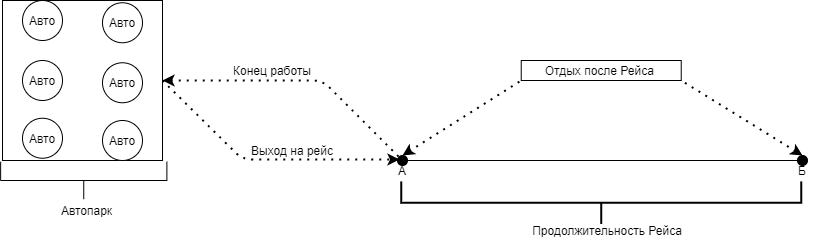 Авто
Авто
Авто
Авто
Авто
Авто
Автопарк
Конец работы
Выход на рейс
Отдых после Рейса
А
Б
Продолжительность Рейса